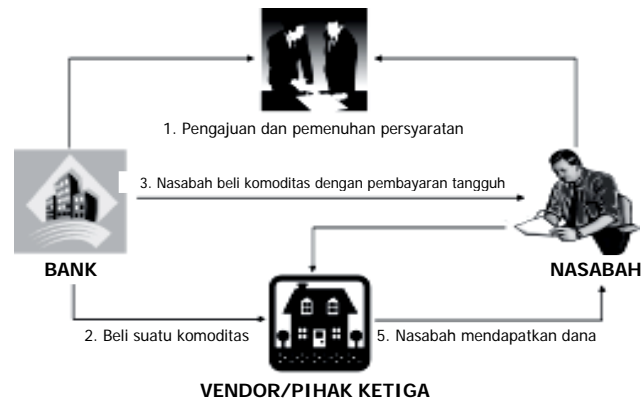 1. Pengajuan dan pemenuhan persyaratan
3. Nasabah beli komoditas dengan pembayaran tangguh
BANK
NASABAH
2. Beli suatu komoditas
5. Nasabah mendapatkan dana
VENDOR/PIHAK KETIGA